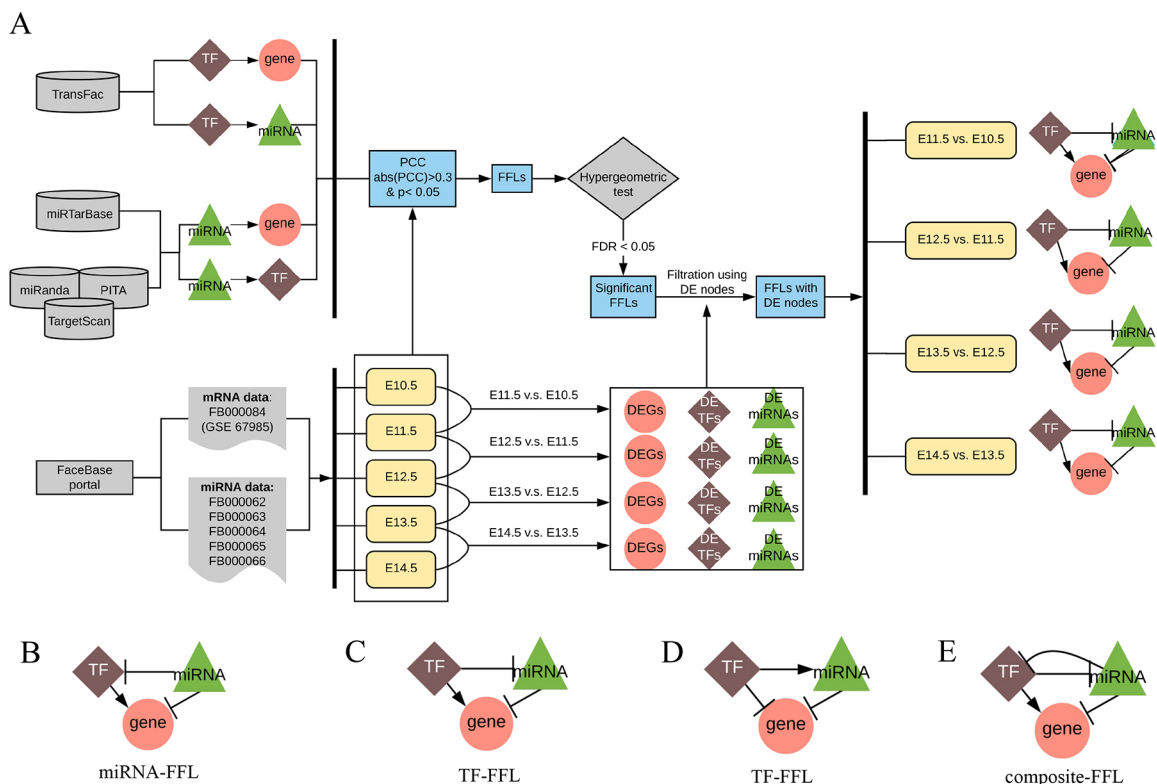 A
TransFac
TF
gene
TF
miRNA
miRTarBase
miRNA
gene
miRanda
PITA
TargetScan
miRNA
TF
PCC
abs(PCC)>0.3
& p< 0.05
FFLs
Hypergeometric
test
FDR < 0.05
Significant
FFLs
Filtration using
DE nodes
FFLs with
DE nodes
E11.5 vs. E10.5
TF
miRNA
gene
E12.5 vs. E11.5
TF
miRNA
gene
E13.5 vs. E12.5
TF
miRNA
gene
E14.5 vs. E13.5
TF
miRNA
gene
FaceBase
portal
mRNA data:
FB000084
(GSE 67985)
miRNA data:
FB000062
FB000063
FB000064
FB000065
FB000066
E10.5
E11.5
E12.5
E13.5
E14.5
E11.5 v.s. E10.5
E12.5 v.s. E11.5
E13.5 v.s. E12.5
E14.5 v.s. E13.5
DEGs
DE
TFs
DE
miRNAs
DEGs
DE
TFs
DE
miRNAs
DEGs
DE
TFs
DE
miRNAs
DEGs
DE
TFs
DE
miRNAs
B
TF
miRNA
gene
miRNA-FFL
C
TF
miRNA
gene
TF-FFL
D
TF
miRNA
gene
TF-FFL
E
TF
miRNA
gene
composite-FFL